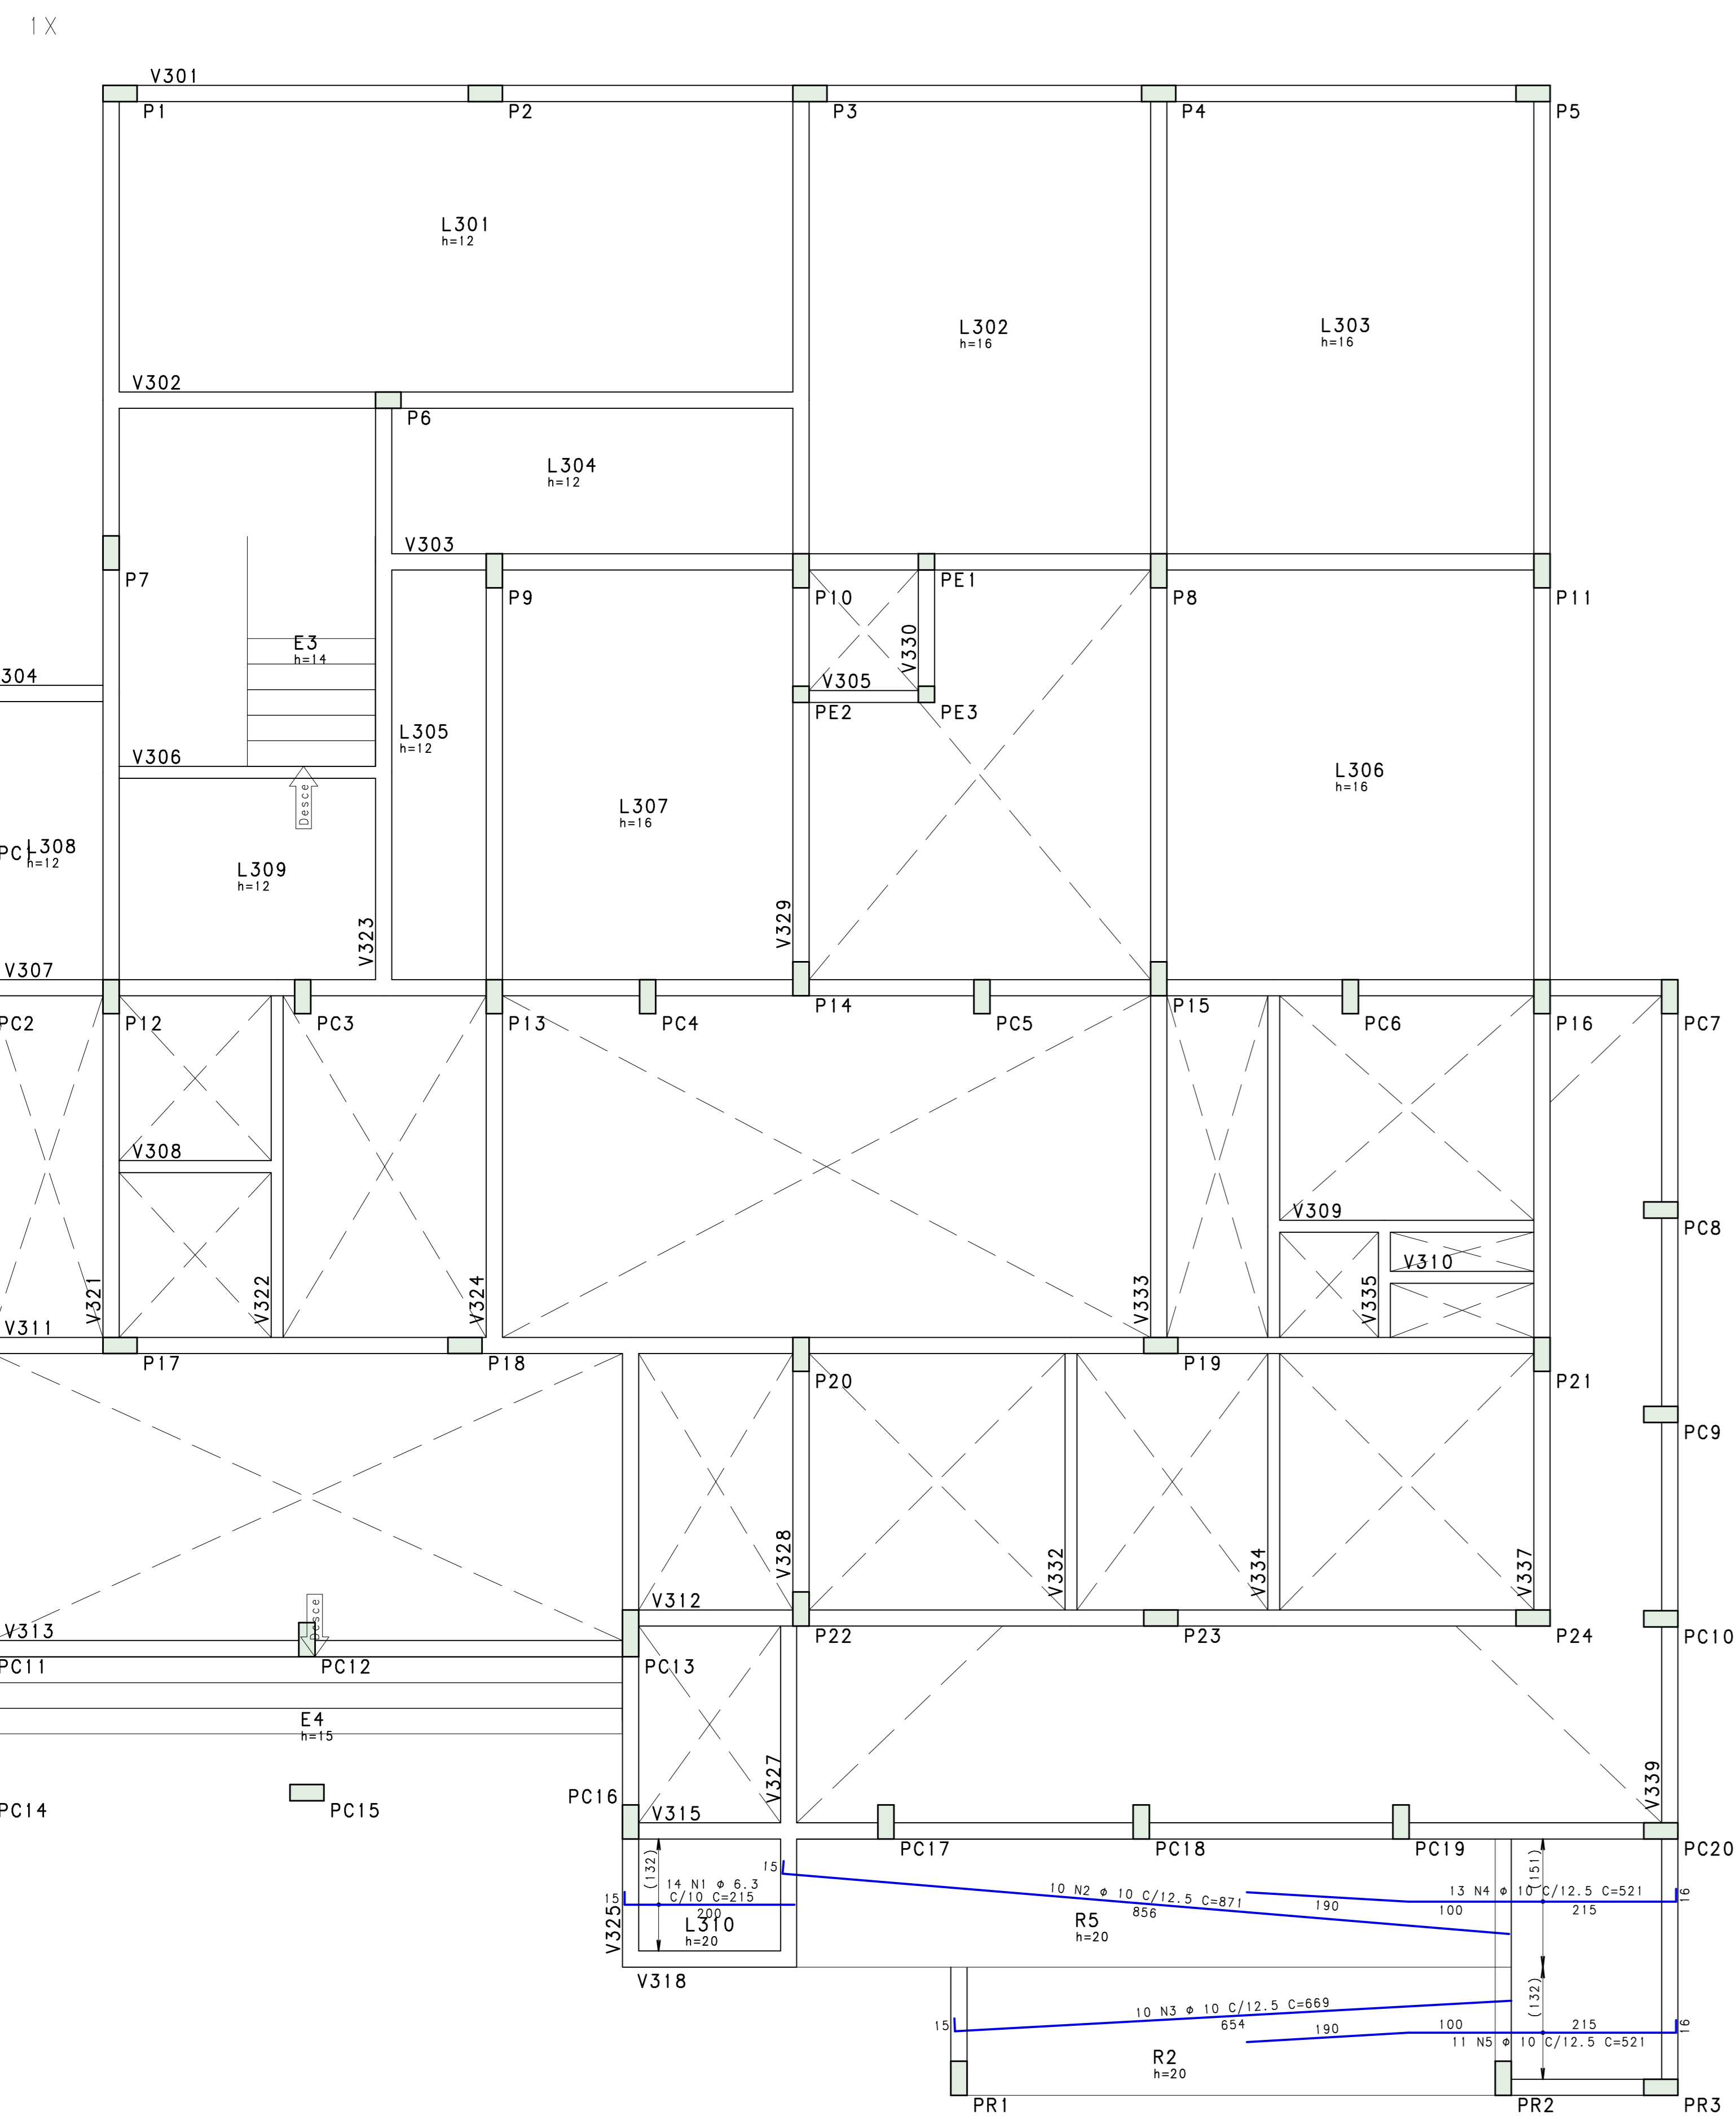 1X
V301
P1
P2
P3
P4
P5
L301
h=12
L302
h=16
L303
h=16
V302
P6
L304
h=12
V303
P7
P9
P10
PE1
P8
P11
E3
h=14
V330
304
V305
PE2
PE3
L305
h=12
V306
Desce
L306
h=16
L307
h=16
PC1
L308
h=12
L309
h=12
V323
V329
V307
PC2
P12
PC3
P13
PC4
P14
PC5
P15
PC6
P16
PC7
V308
V309
PC8
V310
V321
V322
V324
V333
V335
V311
P17
P18
P20
P19
P21
PC9
V328
V332
V334
V337
V312
V313
Desce
PC11
PC12
PC13
P22
P23
P24
PC10
E4
h=15
V327
V339
PC14
PC15
PC16
V315
PC17
PC18
PC19
PC20
(132)
15
14 N1 φ 6.3
C/10 C=215
15
200
L310
h=20
V325
10 N2 φ 10 C/12.5 C=871
856
R5
h=20
13 N4 φ 10 C/12.5 C=521
190
100
215
16
(151)
V318
(132)
10 N3 φ 10 C/12.5 C=669
15
654
190
100
215
16
11 N5 φ 10 C/12.5 C=521
R2
h=20
PR1
PR2
PR3